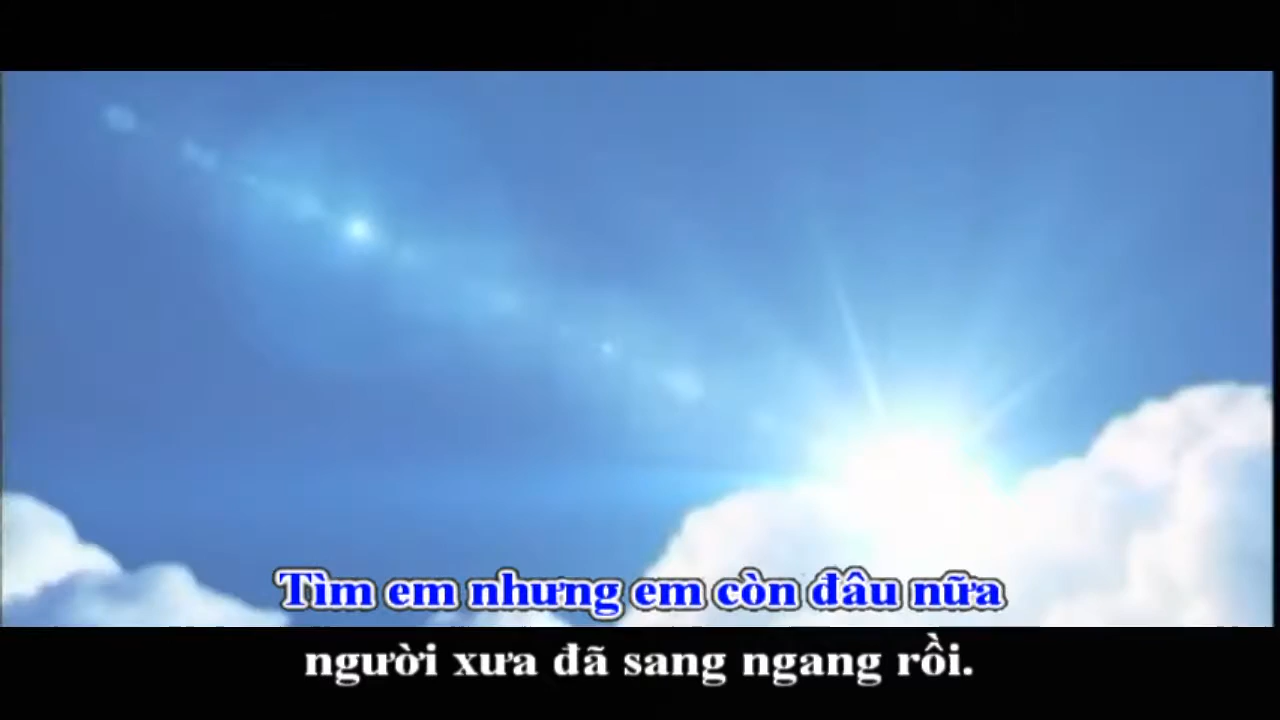 Tìm em nhưng em còn đâu nữa
người xưa đã sang ngang rồi.